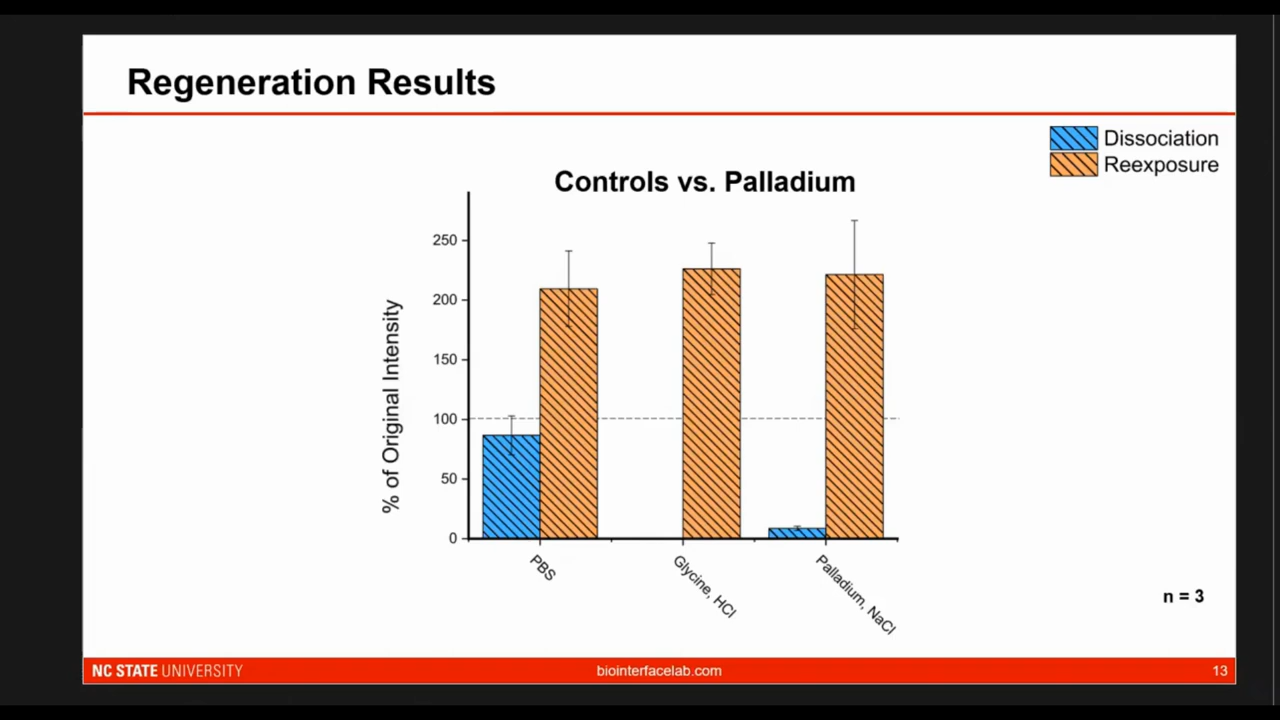 Regeneration Results
Dissociation
Reexposure
Controls vs. Palladium
% of Original Intensity
250
200
150
100
50
0
PBS
Glycine, HCl
Palladium, NaCl
n = 3
NC STATE UNIVERSITY
biointerfacelab.com
13